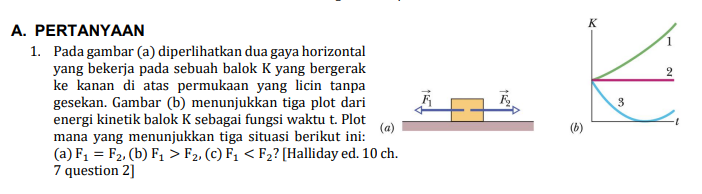 A. PERTANYAAN
1. Pada gambar (a) diperlihatkan dua gaya horizontal
yang bekerja pada sebuah balok K yang bergerak
ke kanan di atas permukaan yang licin tanpa
gesekan. Gambar (b) menunjukkan tiga plot dari
energi kinetik balok K sebagai fungsi waktu t. Plot
mana yang menunjukkan tiga situasi berikut ini:
(a) F₁ = F₂, (b) F₁ > F₂, (c) F₁ < F₂? [Halliday ed. 10 ch.
7 question 2]
F₁
F₂
(a)
K
1
2
3
t
(b)